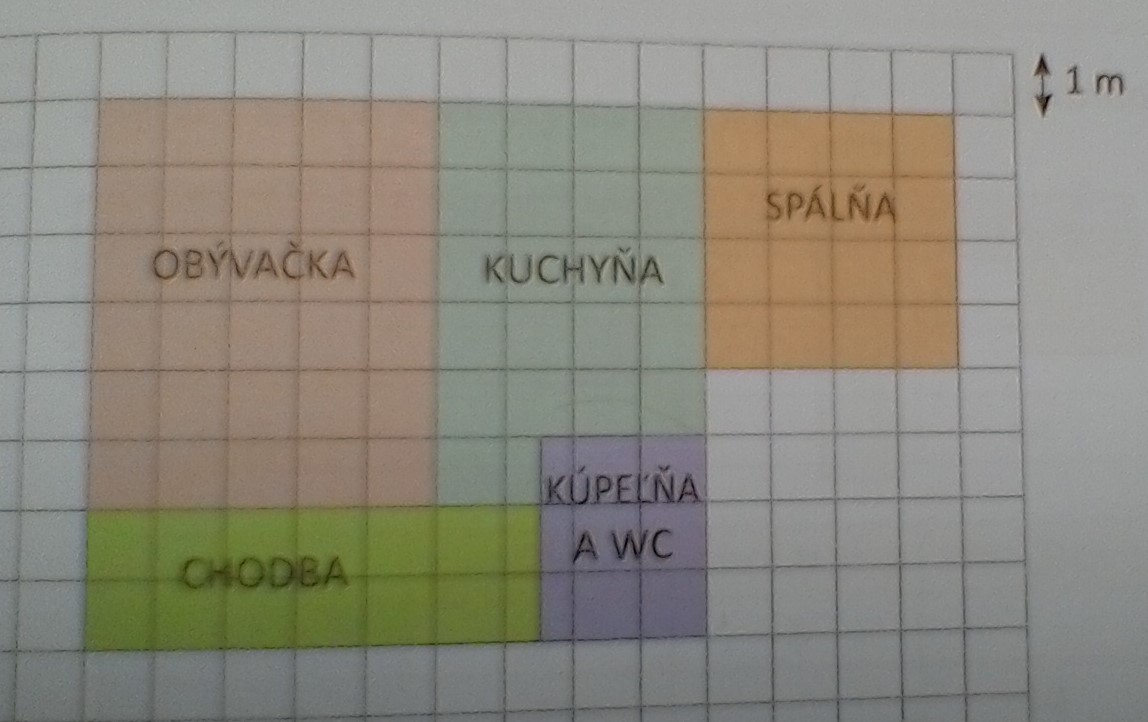 1 m
SPÁLŇA
OBÝVAČKA
KUCHYŇA
KÚPEĽŇA
A WC
CHODBA